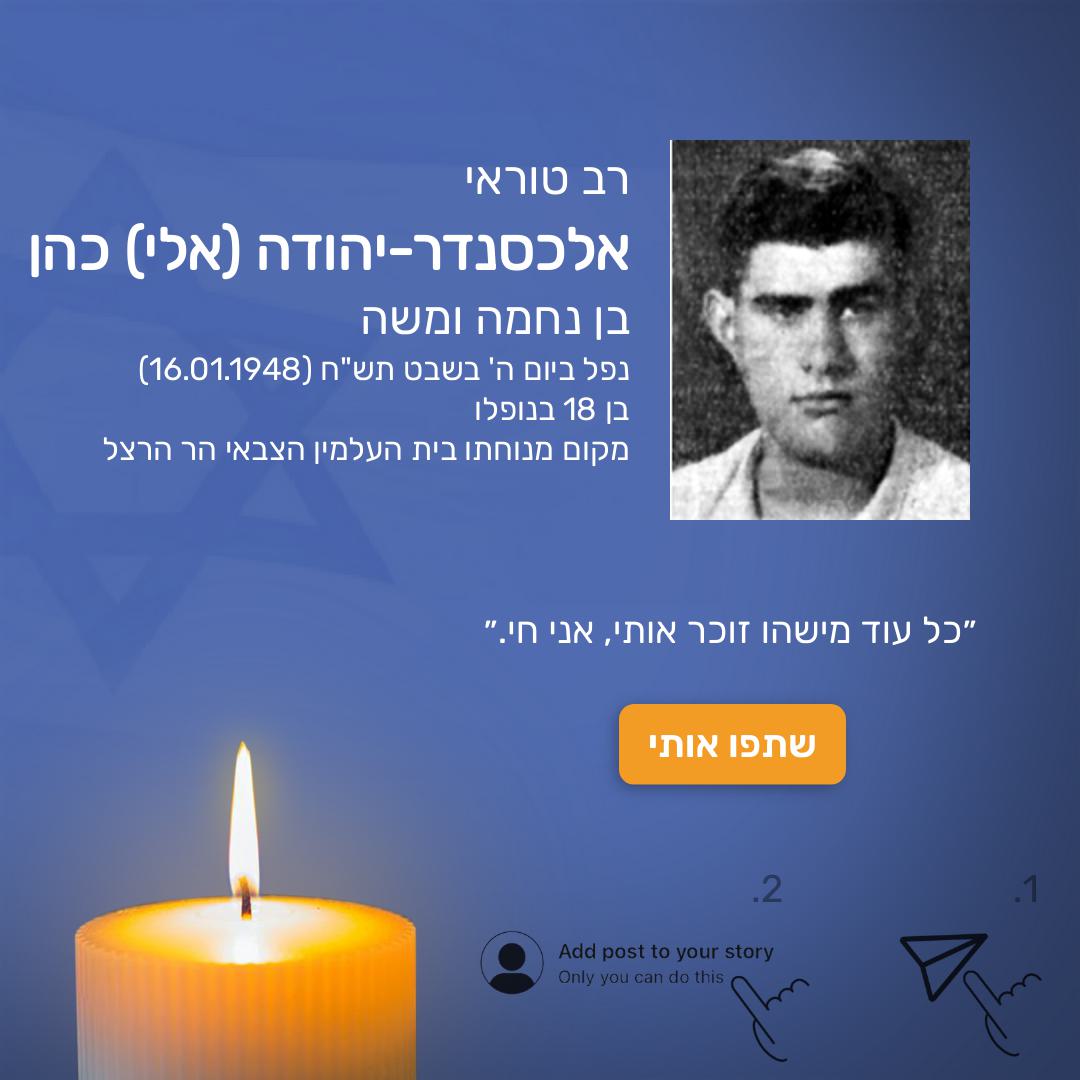 רב טוראי
אלכסנדר-יהודה (אלי) כהן
בן נחמה ומשה
נפל ביום ה' בשבט תש"ח (16.01.1948)
בן 18 בנופלו
מקום מנוחתו בית העלמין הצבאי הר הרצל
״כל עוד מישהו זוכר אותי, אני חי.״
שתפו אותי
.1
.2
Add post to your story
Only you can do this